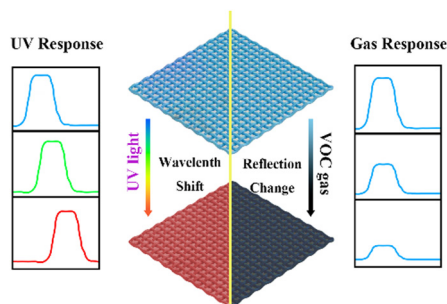 UV Response
Gas Response
UV light
Wavelenth
Shift
Reflection
Change
VOC gas